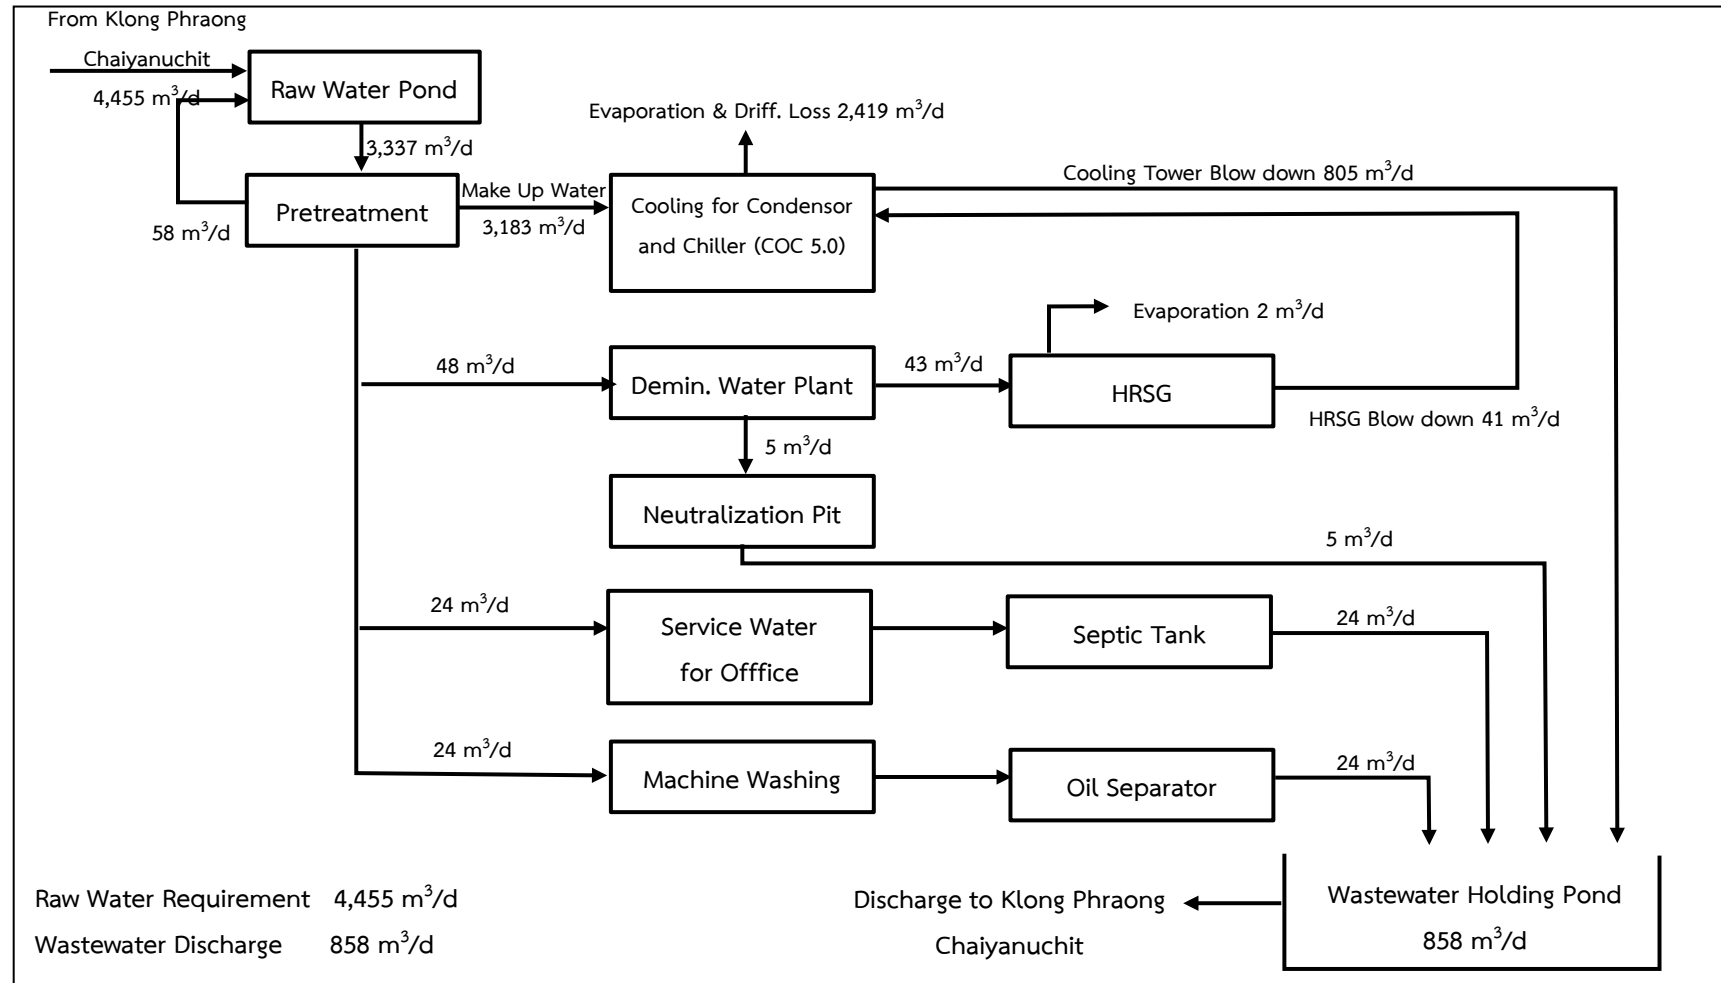 From Klong Phraong
Chaiyanuchit
4,455 m³/d
Raw Water Pond
3,337 m³/d
Evaporation & Driff. Loss 2,419 m³/d
Pretreatment
58 m³/d
Make Up Water
3,183 m³/d
Cooling for Condensor
and Chiller (COC 5.0)
Cooling Tower Blow down 805 m³/d
Evaporation 2 m³/d
48 m³/d
Demin. Water Plant
43 m³/d
HRSG
HRSG Blow down 41 m³/d
5 m³/d
Neutralization Pit
5 m³/d
24 m³/d
Service Water
for Offfice
Septic Tank
24 m³/d
24 m³/d
Machine Washing
Oil Separator
24 m³/d
Raw Water Requirement 4,455 m³/d
Wastewater Discharge 858 m³/d
Discharge to Klong Phraong
Chaiyanuchit
Wastewater Holding Pond
858 m³/d